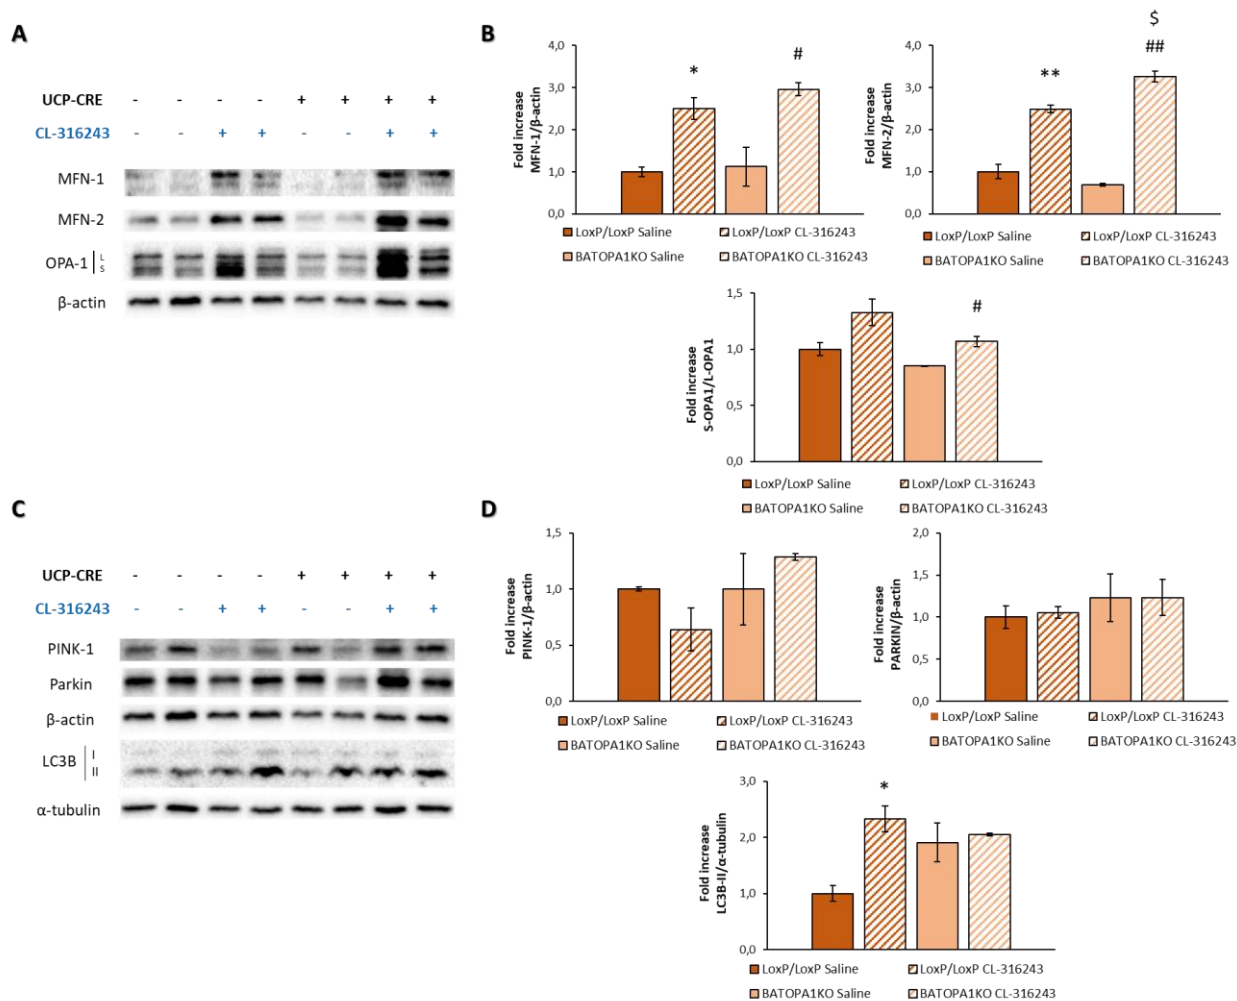 A
UCP-CRE - - - - + + + +
CL-316243 - - + + - - + +
MFN-1
MFN-2
OPA-1 L
S
β-actin
B
Fold increase
MFN-1/β-actin
4,0
3,0
2,0
1,0
0,0
*
#
LoxP/LoxP Saline LoxP/LoxP CL-316243
BATOPA1KO Saline BATOPA1KO CL-316243
Fold increase
MFN-2/β-actin
4,0
3,0
2,0
1,0
0,0
**
$
##
LoxP/LoxP Saline LoxP/LoxP CL-316243
BATOPA1KO Saline BATOPA1KO CL-316243
Fold increase
S-OPA1/L-OPA1
1,5
1,0
0,5
0,0
#
LoxP/LoxP Saline LoxP/LoxP CL-316243
BATOPA1KO Saline BATOPA1KO CL-316243
C
UCP-CRE - - - - + + + +
CL-316243 - - + + - - + +
PINK-1
Parkin
β-actin
LC3B I
II
α-tubulin
D
Fold increase
PINK-1/β-actin
1,5
1,0
0,5
0,0
LoxP/LoxP Saline LoxP/LoxP CL-316243
BATOPA1KO Saline BATOPA1KO CL-316243
Fold increase
PARKIN/β-actin
2,0
1,5
1,0
0,5
0,0
LoxP/LoxP Saline LoxP/LoxP CL-316243
BATOPA1KO Saline BATOPA1KO CL-316243
Fold increase
LC3B-II/α-tubulin
3,0
2,0
1,0
0,0
*
LoxP/LoxP Saline LoxP/LoxP CL-316243
BATOPA1KO Saline BATOPA1KO CL-316243